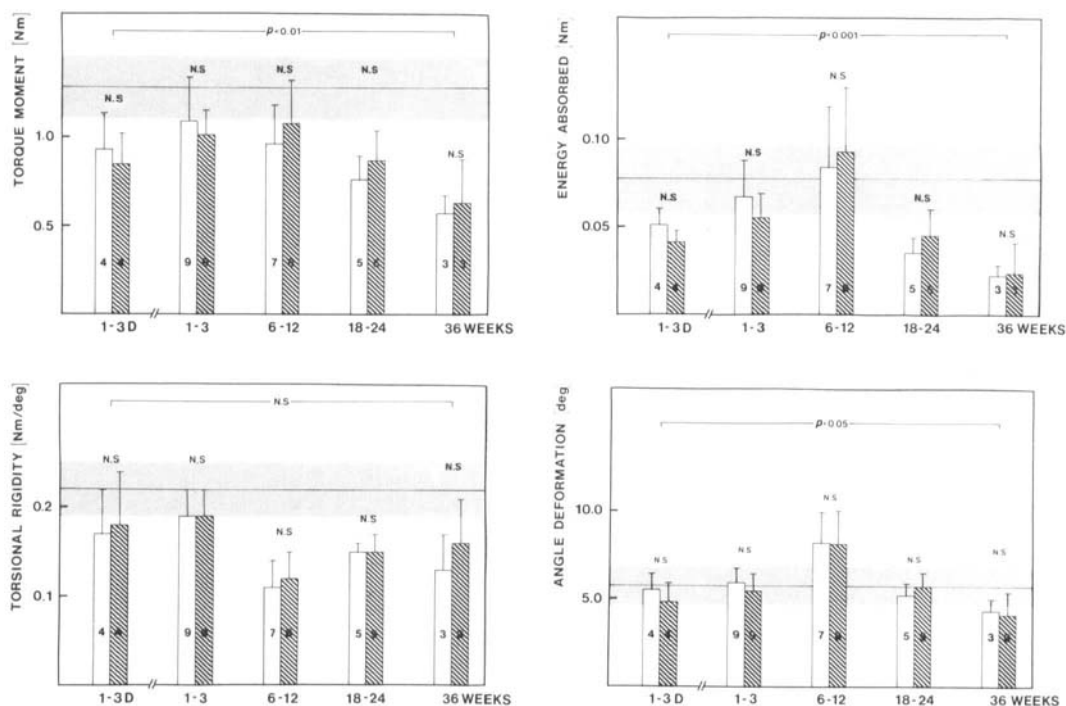 TORQUE MOMENT [Nm]
p<0.01
N.S
N.S
N.S
N.S
N.S
1.0
0.5
4 4
9
7
5
3 3
1-3 D
1-3
6-12
18-24
36 WEEKS
ENERGY ABSORBED [Nm]
p<0.001
N.S
N.S
N.S
N.S
N.S
0.10
0.05
4 4
9
7
5
3
1-3 D
1-3
6-12
18-24
36 WEEKS
TORSIONAL RIGIDITY [Nm/deg]
N.S
N.S
N.S
N.S
N.S
N.S
0.2
0.1
4
9
7
5
3
1-3 D
1-3
6-12
18-24
36 WEEKS
ANGLE DEFORMATION deg
p<0.05
N.S
N.S
N.S
N.S
N.S
10.0
5.0
4 4
9
7
5
3
1-3 D
1-3
6-12
18-24
36 WEEKS